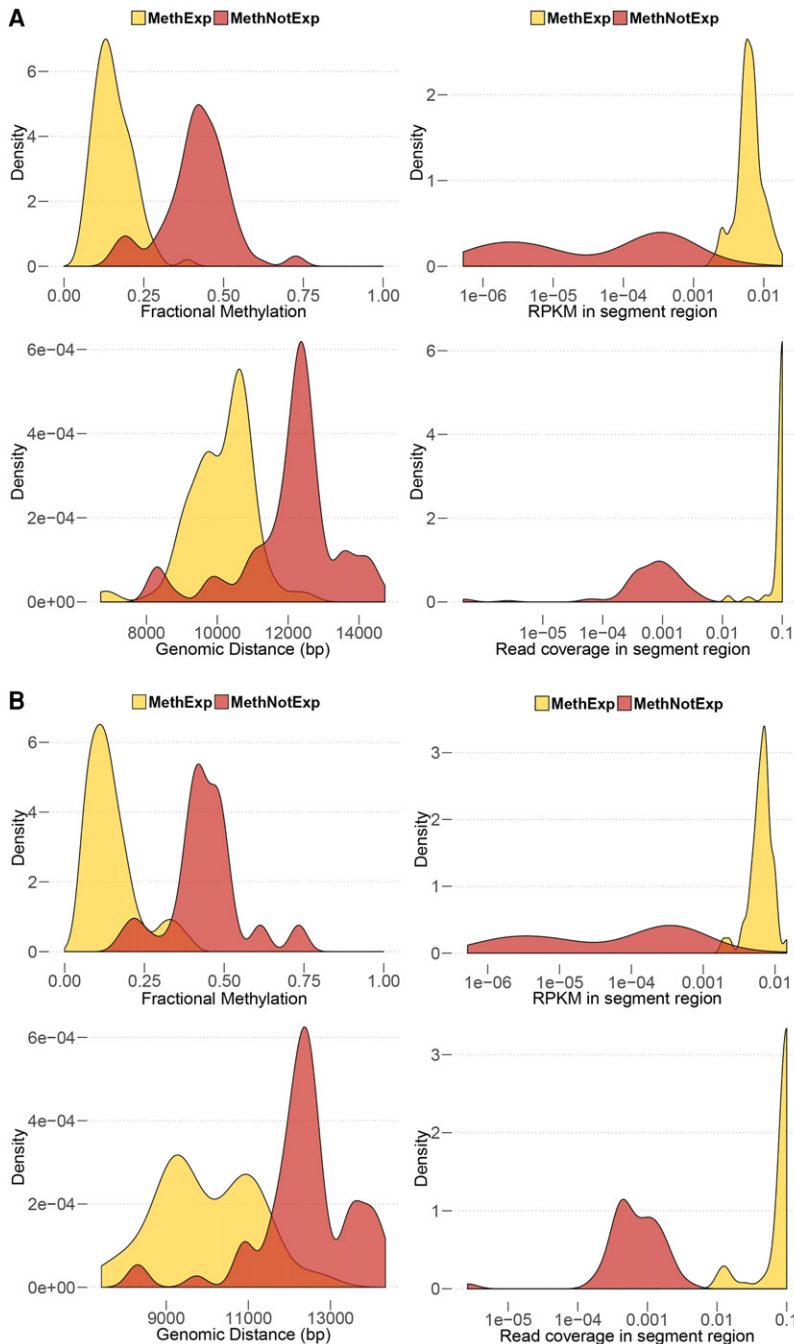 A
MethExp MethNotExp
Density
6
4
2
0
0.00 0.25 0.50 0.75 1.00
Fractional Methylation
MethExp MethNotExp
Density
2
1
0
1e-06 1e-05 1e-04 0.001 0.01
RPKM in segment region
Density
6e-04
4e-04
2e-04
0e+00
8000 10000 12000 14000
Genomic Distance (bp)
Density
6
4
2
0
1e-05 1e-04 0.001 0.01 0.1
Read coverage in segment region
B
MethExp MethNotExp
Density
6
4
2
0
0.00 0.25 0.50 0.75 1.00
Fractional Methylation
MethExp MethNotExp
Density
3
2
1
0
1e-06 1e-05 1e-04 0.001 0.01
RPKM in segment region
Density
6e-04
4e-04
2e-04
0e+00
9000 11000 13000
Genomic Distance (bp)
Density
3
2
1
0
1e-05 1e-04 0.001 0.01 0.1
Read coverage in segment region